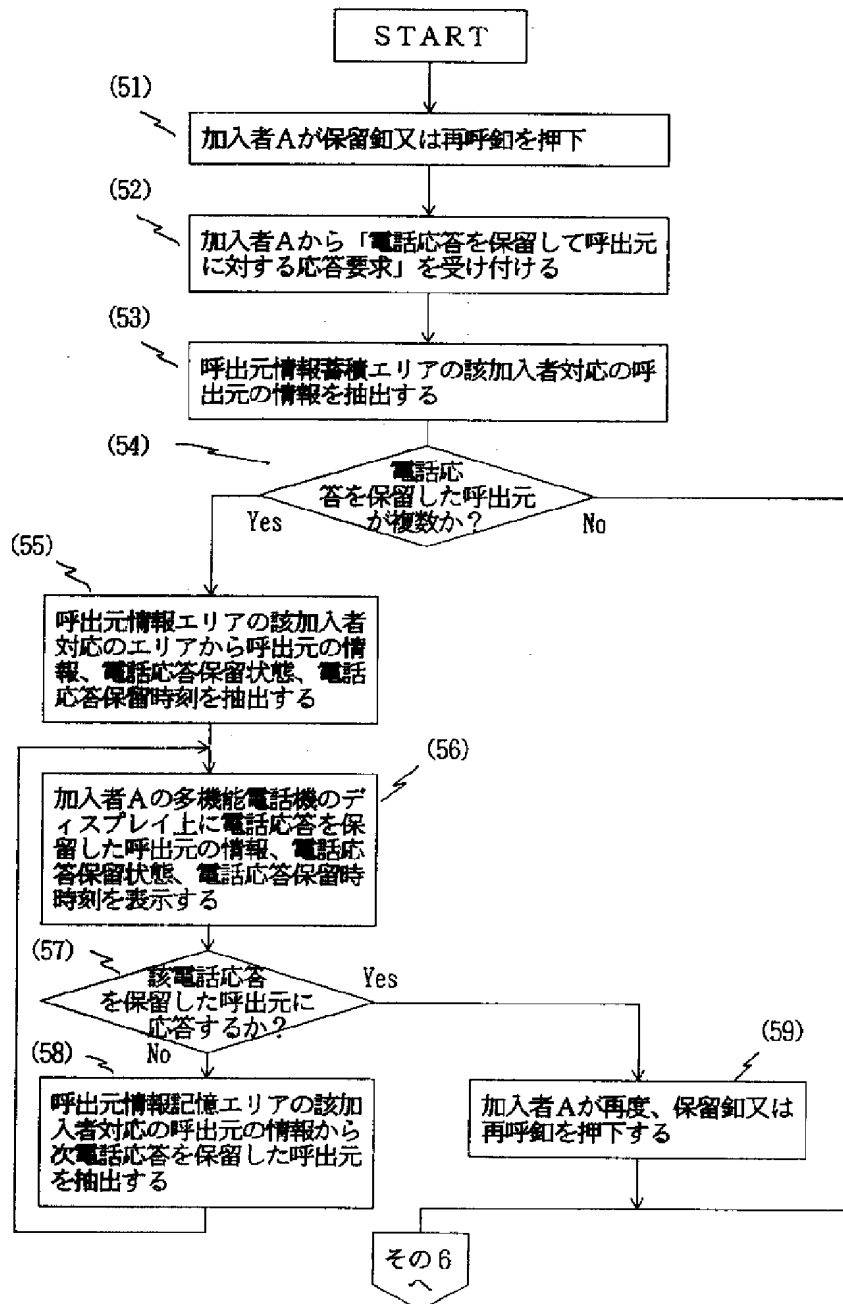 START
(51)
加入者Aが保留釦又は再呼釦を押下
(52)
加入者Aから「電話応答を保留して呼出元
に対する応答要求」を受け付ける
(53)
呼出元情報蓄積エリアの該加入者対応の呼
出元の情報を抽出する
(54)
電話応
答を保留した呼出元
が複数か?
Yes
No
(55)
呼出元情報エリアの該加入者
対応のエリアから呼出元の情
報、電話応答保留状態、電話
応答保留時刻を抽出する
(56)
加入者Aの多機能電話機のデ
ィスプレイ上に電話応答を保
留した呼出元の情報、電話応
答保留状態、電話応答保留時
時刻を表示する
(57)
該電話応答
を保留した呼出元に
応答するか?
Yes
No
(58)
呼出元情報記憶エリアの該加
入者対応の呼出元の情報から
次電話応答を保留した呼出元
を抽出する
(59)
加入者Aが再度、保留釦又は
再呼釦を押下する
その6
へ